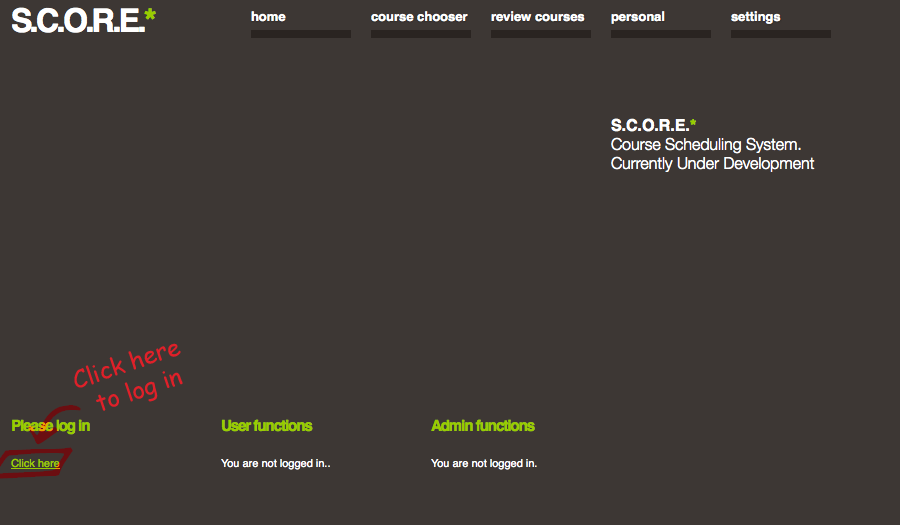 S.C.O.R.E.*
home
course chooser
review courses
personal
settings
S.C.O.R.E.*
Course Scheduling System.
Currently Under Development
Click here
to log in
Please log in
Click here
User functions
You are not logged in..
Admin functions
You are not logged in.